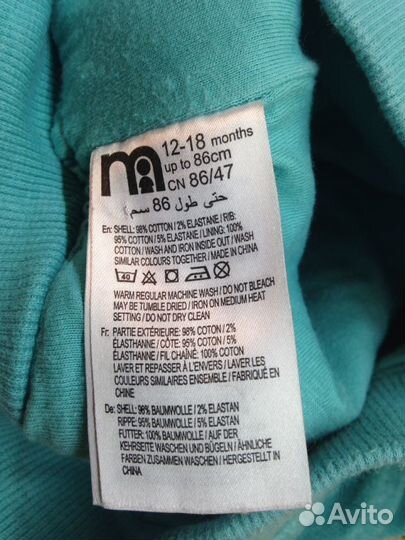 m
12-18 months
up to 86cm
CN 86/47
حتى طول 86 سم
En: SHELL: 98% COTTON / 2% ELASTANE / RIB:
95% COTTON / 5% ELASTANE / LINING: 100%
COTTON / WASH AND IRON INSIDE OUT / WASH
SIMILAR COLOURS TOGETHER / MADE IN CHINA
40
WARM REGULAR MACHINE WASH / DO NOT BLEACH
MAY BE TUMBLE DRIED / IRON ON MEDIUM HEAT
SETTING / DO NOT DRY CLEAN
Fr: PARTIE EXTÉRIEURE: 98% COTON / 2%
ÉLASTHANNE / CÔTE: 95% COTON / 5%
ÉLASTHANNE / FIL CHAÎNE: 100% COTON
LAVER ET REPASSER À L'ENVERS / LAVER LES
COULEURS SIMILAIRES ENSEMBLE / FABRIQUÉ EN
CHINE
De: SHELL: 98% BAUMWOLLE / 2% ELASTAN
RIPPE: 95% BAUMWOLLE / 5% ELASTAN
FUTTER: 100% BAUMWOLLE / AUF DER
KEHRSEITE WASCHEN UND BÜGELN / ÄHNLICHE
FARBEN ZUSAMMEN WASCHEN / HERGESTELLT IN
CHINA
Avito